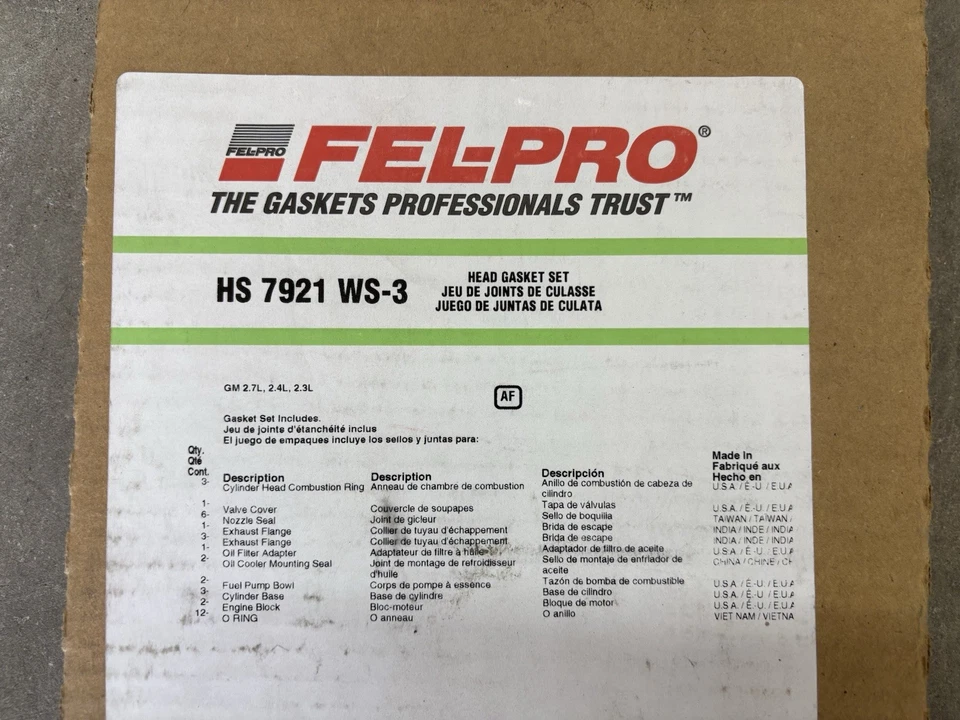 FEL-PRO
FEL-PRO®
THE GASKETS PROFESSIONALS TRUST™
HS 7921 WS-3
HEAD GASKET SET
JEU DE JOINTS DE CULASSE
JUEGO DE JUNTAS DE CULATA
GM 2.7L, 2.4L, 2.3L
AF
Gasket Set Includes.
Jeu de joints d'étanchéité inclus
El juego de empaques incluye los sellos y juntas para:
Qty.
Qté
Cont.
Description Description Descripción
Made In
Fabriqué aux
Hecho en
3- Cylinder Head Combustion Ring Anneau de chambre de combustion Anillo de combustión de cabeza de U.S.A. / É.-U. / E.U.A
cilindro
1- Valve Cover Couvercle de soupapes Tapa de válvulas U.S.A. / É.-U. / E.U.A
6- Nozzle Seal Joint de gicleur Sello de boquilla TAIWAN / TAIWAN /
1- Exhaust Flange Collier de tuyau d'échappement Brida de escape INDIA / INDE / INDIA
3- Exhaust Flange Collier de tuyau d'échappement Brida de escape INDIA / INDE / INDIA
1- Oil Filter Adapter Adaptateur de filtre à huile Adaptador de filtro de aceite U.S.A. / É.-U. / E.U.A
2- Oil Cooler Mounting Seal Joint de montage de refroidisseur Sello de montaje de enfriador de CHINA / CHINE / CH
d'huile aceite
2- Fuel Pump Bowl Corps de pompe à essence Tazón de bomba de combustible U.S.A. / É.-U. / E.U.A
3- Cylinder Base Base de cylindre Base de cilindro U.S.A. / É.-U. / E.U.A
2- Engine Block Bloc-moteur Bloque de motor U.S.A. / É.-U. / E.U.A
12- O RING O anneau O anillo VIET NAM / VIETNA